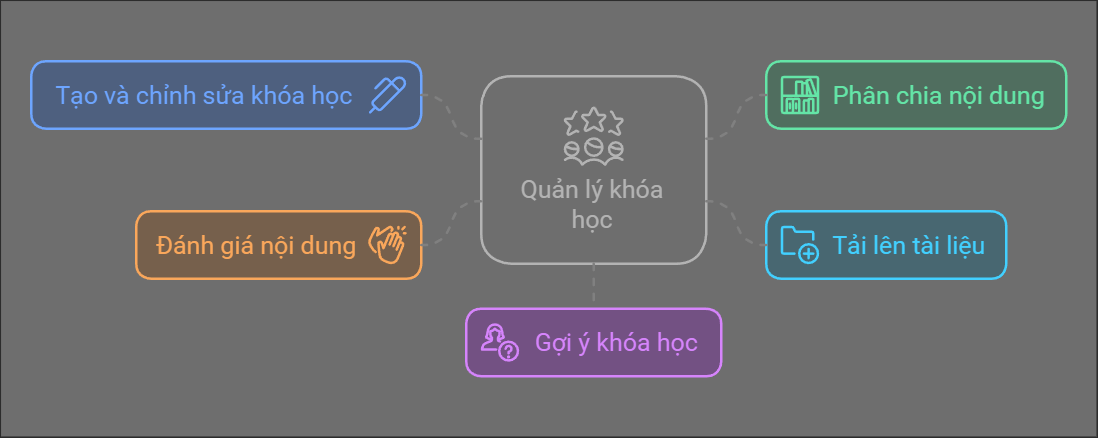 Tạo và chỉnh sửa khóa học
Phân chia nội dung
Quản lý khóa
học
Đánh giá nội dung
Tải lên tài liệu
Gợi ý khóa học